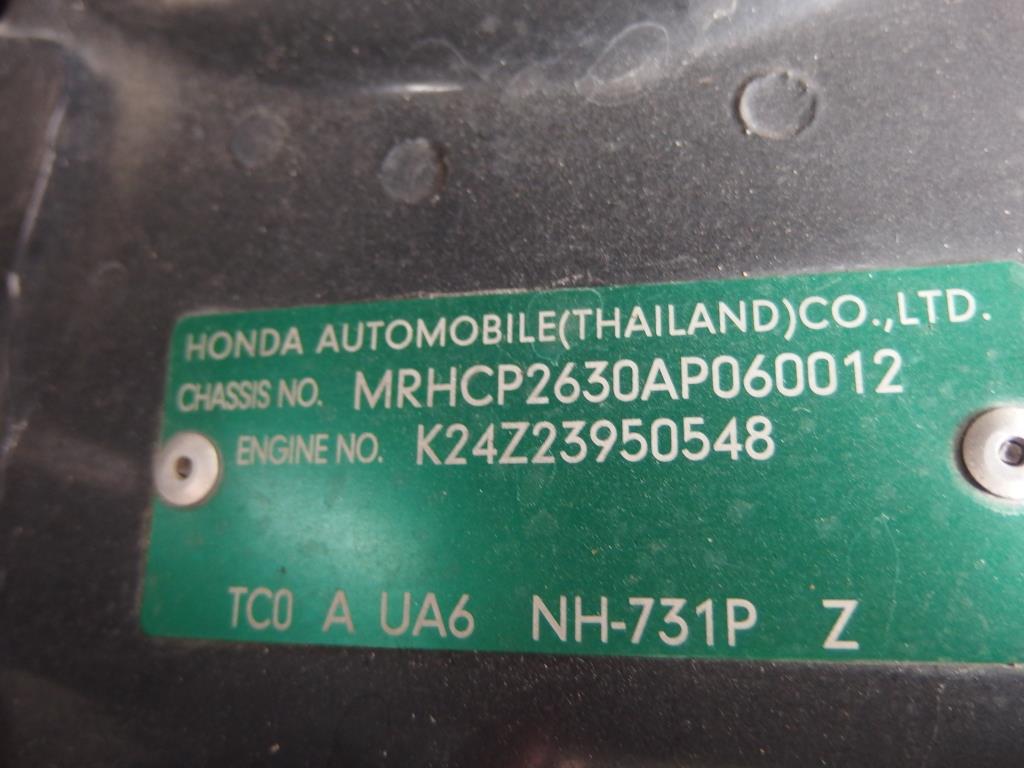 HONDA AUTOMOBILE(THAILAND)CO.,LTD.
CHASSIS NO. MRHCP2630AP060012
ENGINE NO. K24Z23950548
TC0 A UA6 NH-731P Z